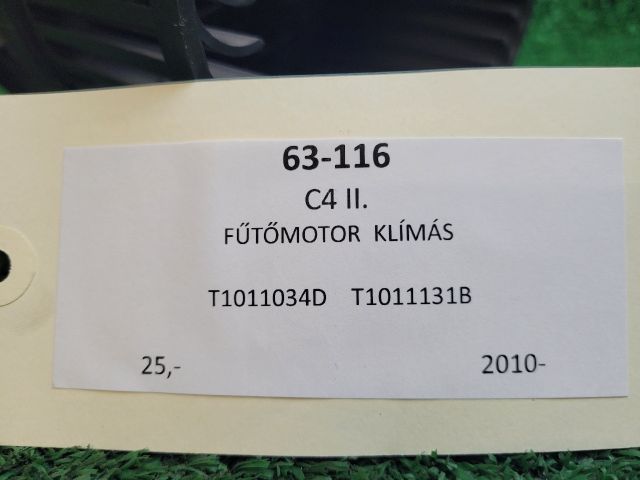 63-116
C4 II.
FŰTŐMOTOR KLÍMÁS
T1011034D T1011131B
25,- 2010-